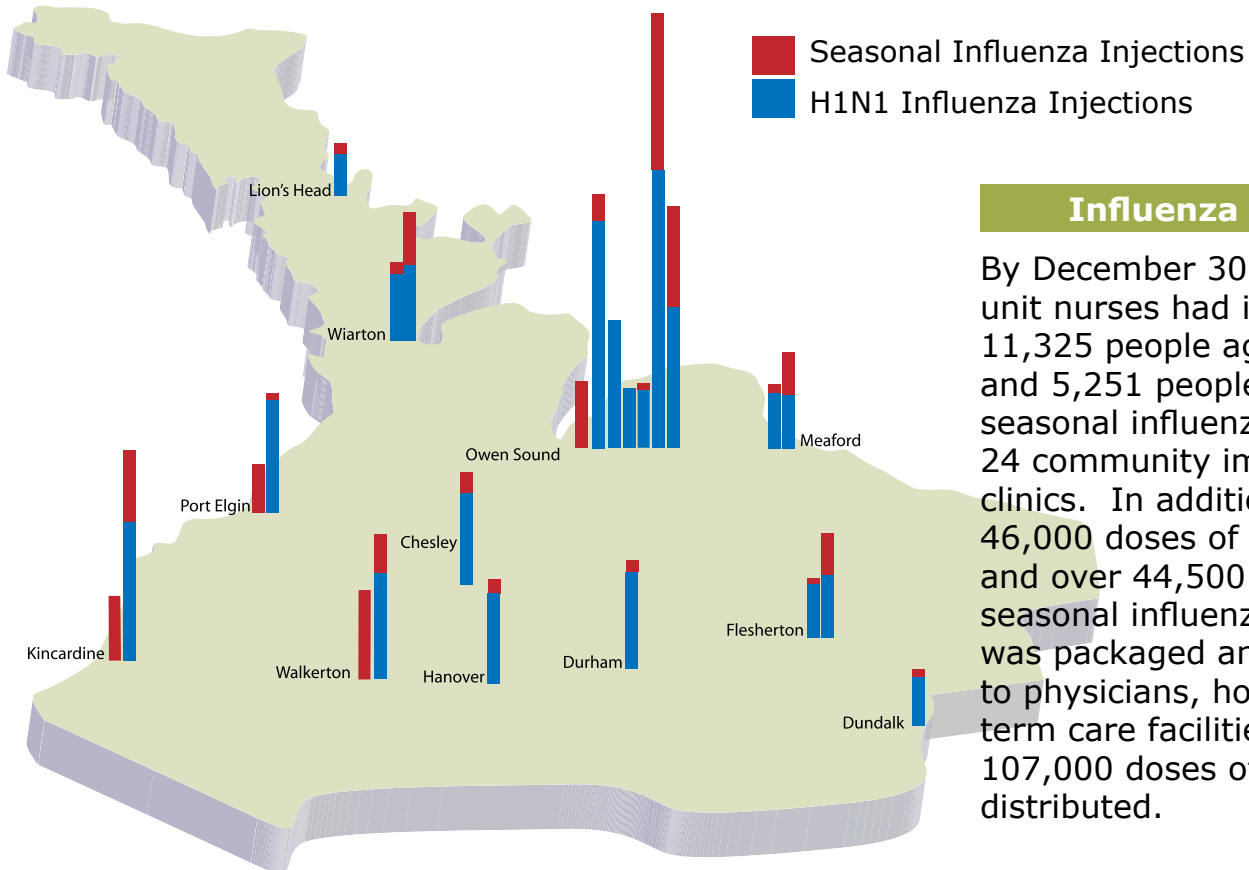 Seasonal Influenza Injections
H1N1 Influenza Injections
Lion's Head
Wiarton
Owen Sound
Meaford
Port Elgin
Chesley
Kincardine
Walkerton
Hanover
Durham
Flesherton
Dundalk
Influenza
By December 30
unit nurses had i
11,325 people ag
and 5,251 people
seasonal influenz
24 community im
clinics. In additio
46,000 doses of
and over 44,500
seasonal influenz
was packaged an
to physicians, ho
term care facilitie
107,000 doses of
distributed.